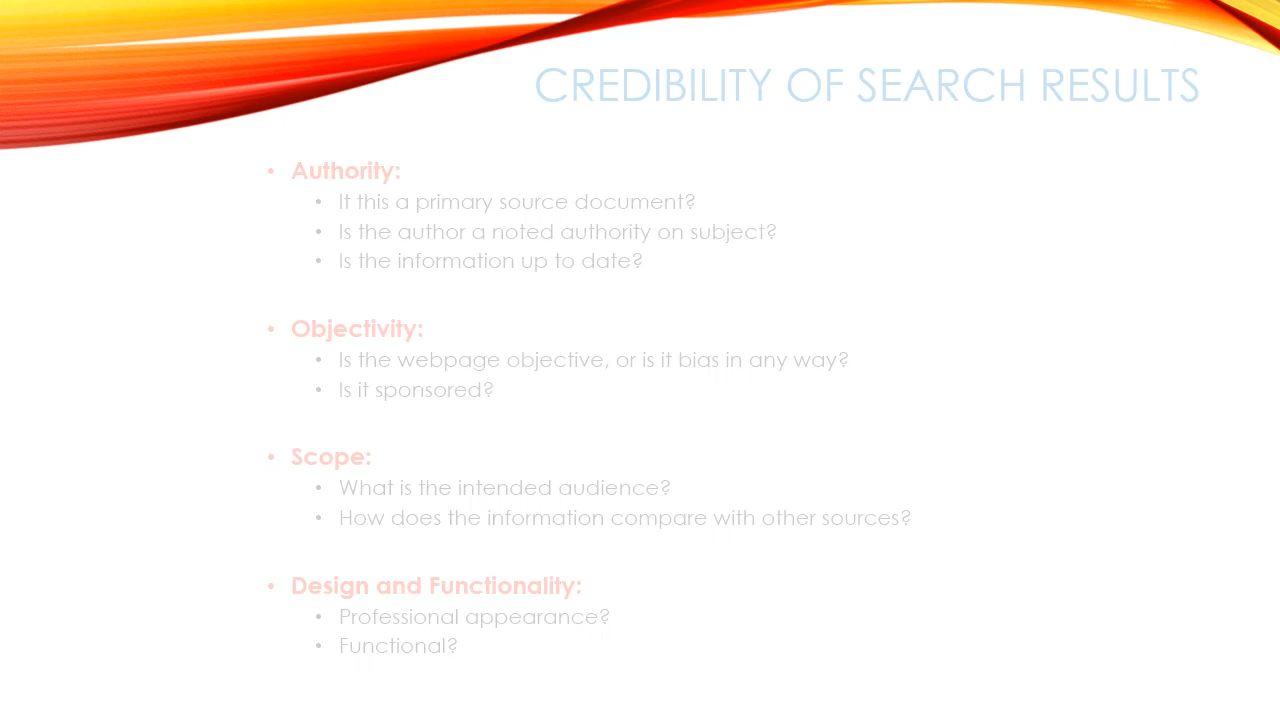 CREDIBILITY OF SEARCH RESULTS
• Authority:
• It this a primary source document?
• Is the author a noted authority on subject?
• Is the information up to date?
• Objectivity:
• Is the webpage objective, or is it bias in any way?
• Is it sponsored?
• Scope:
• What is the intended audience?
• How does the information compare with other sources?
• Design and Functionality:
• Professional appearance?
• Functional?